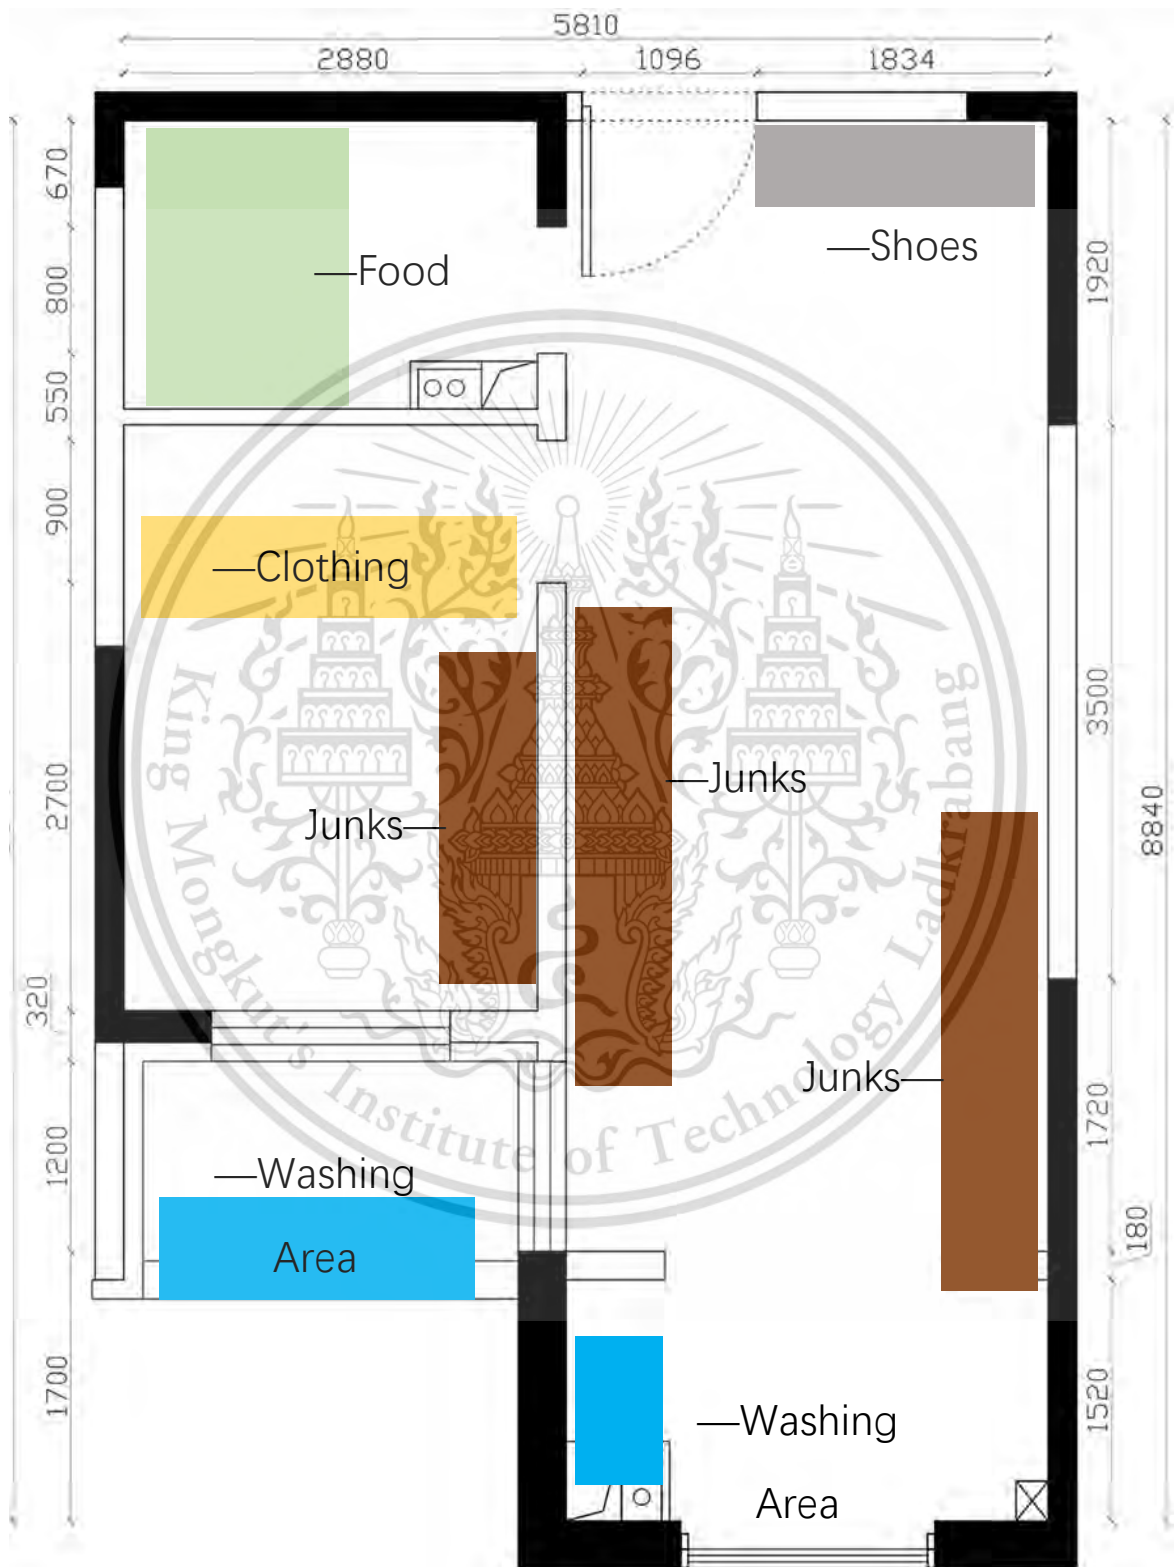 5810
2880 1096 1834
670
800
550
900
2700
320
1200
1700
1920
3500
8840
1720
180
1520
—Food
—Shoes
—Clothing
Junks—
—Junks
Junks—
—Washing
Area
—Washing
Area
King Mongkut's Institute of Technology Ladkrabang